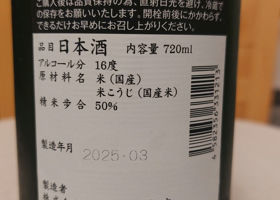 ご購入後は品質保持の為、直射日光を避け、冷蔵で
の保存をお願いいたします。開栓前後にかかわらず、
できるだけお早めにお召し上がりください。
品目 日本酒 内容量 720ml
アルコール分 16度
原材料名 米(国産)
米こうじ(国産米)
精米歩合 50%
製造年月 2025.03
製造者
4582356331213